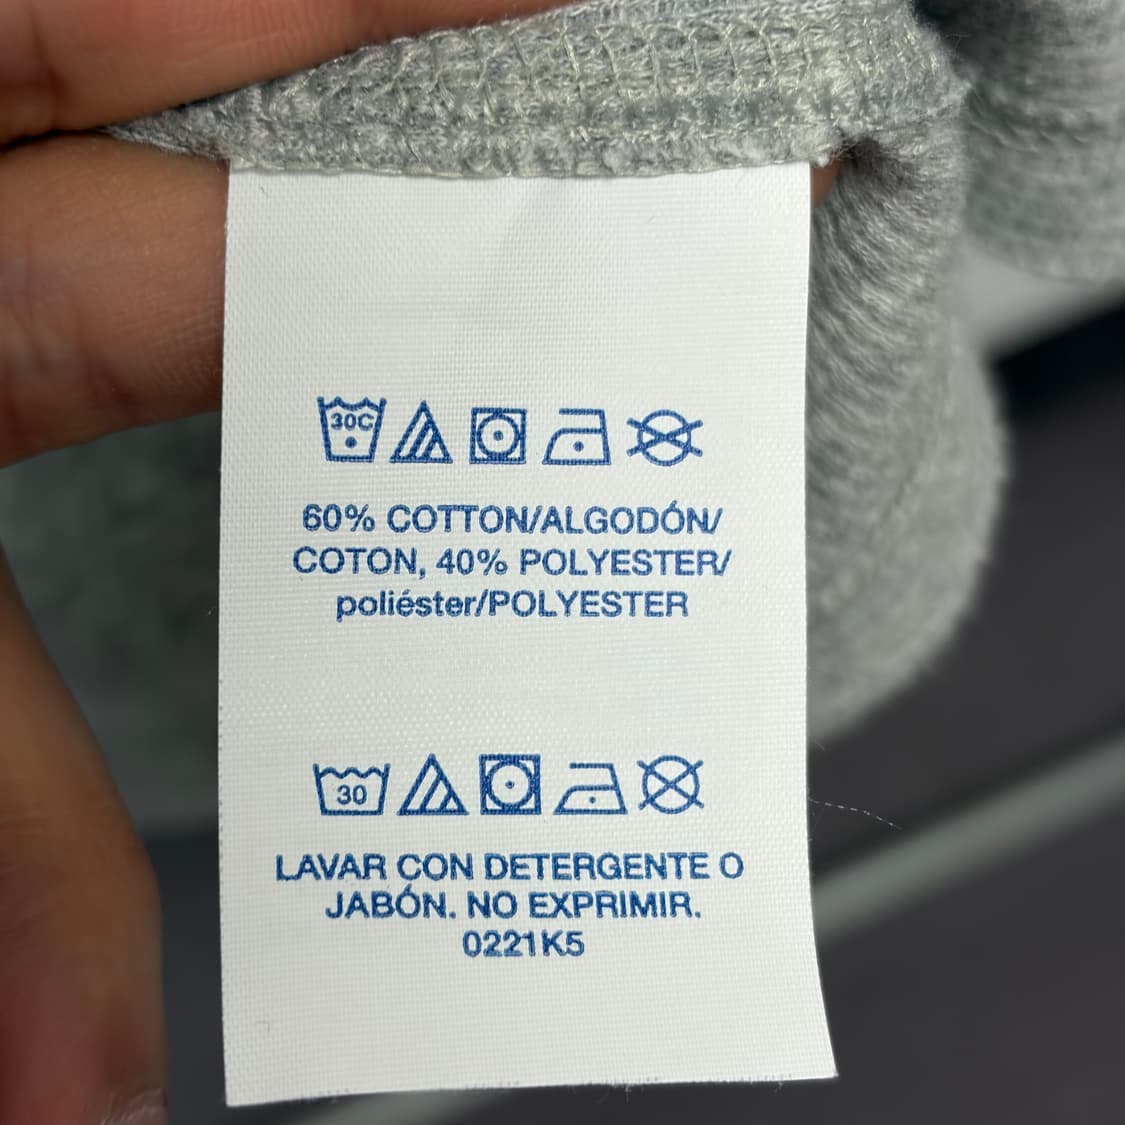 30C
60% COTTON/ALGODÓN/
COTON, 40% POLYESTER/
poliéster/POLYESTER
30
LAVAR CON DETERGENTE O
JABÓN. NO EXPRIMIR.
0221K5